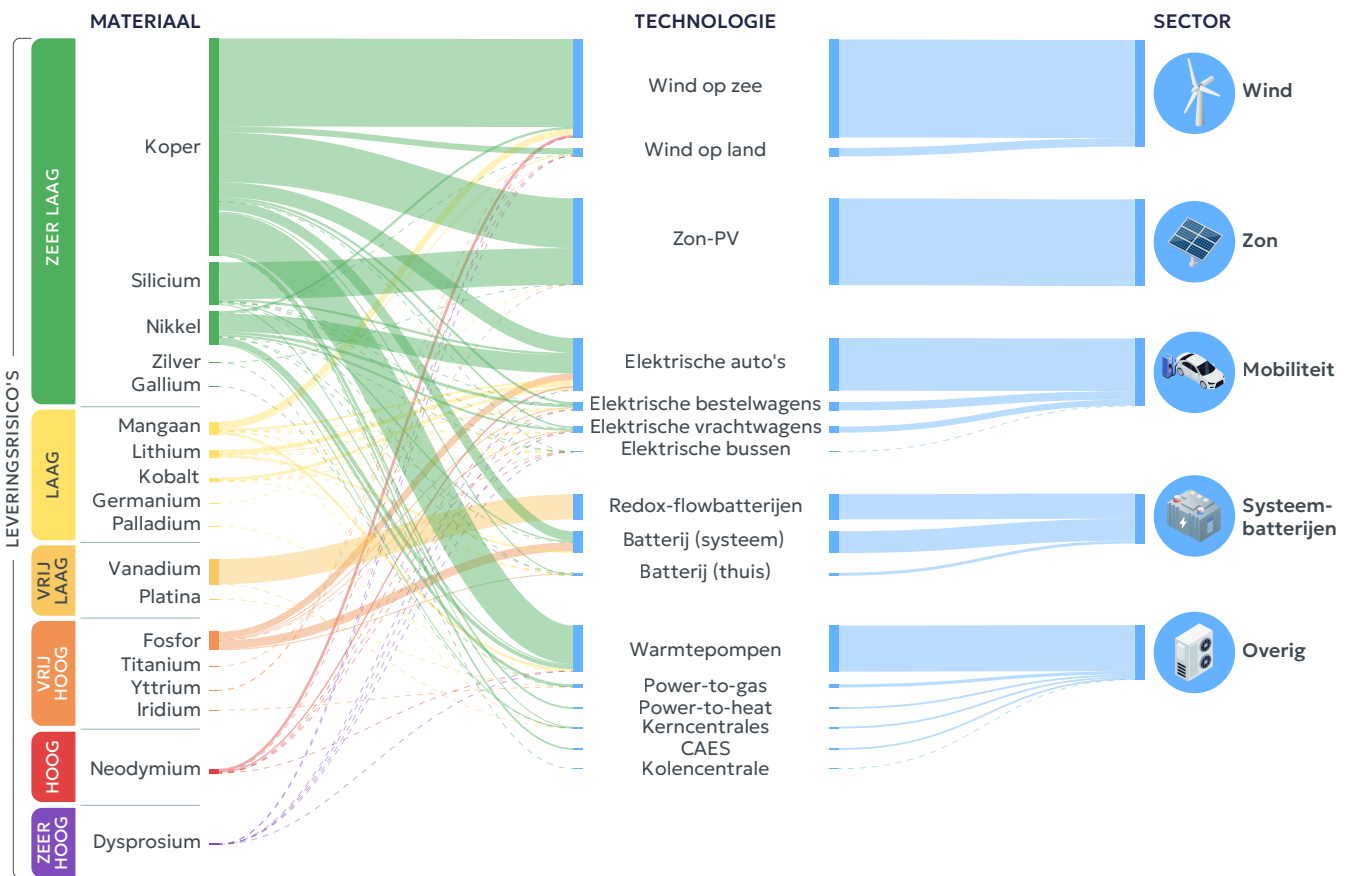 MATERIAAL
TECHNOLOGIE
SECTOR
LEVERINGSRISICO'S
ZEER LAAG
Koper
Silicium
Nikkel
Zilver
Gallium
LAAG
Mangaan
Lithium
Kobalt
Germanium
Palladium
VRIJ
LAAG
Vanadium
Platina
VRIJ
HOOG
Fosfor
Titanium
Yttrium
Iridium
HOOG
Neodymium
ZEER
HOOG
Dysprosium
Wind op zee
Wind op land
Zon-PV
Elektrische auto's
Elektrische bestelwagens
Elektrische vrachtwagens
Elektrische bussen
Redox-flowbatterijen
Batterij (systeem)
Batterij (thuis)
Warmtepompen
Power-to-gas
Power-to-heat
Kerncentrales
CAES
Kolencentrale
Wind
Zon
Mobiliteit
Systeem-
batterijen
Overig